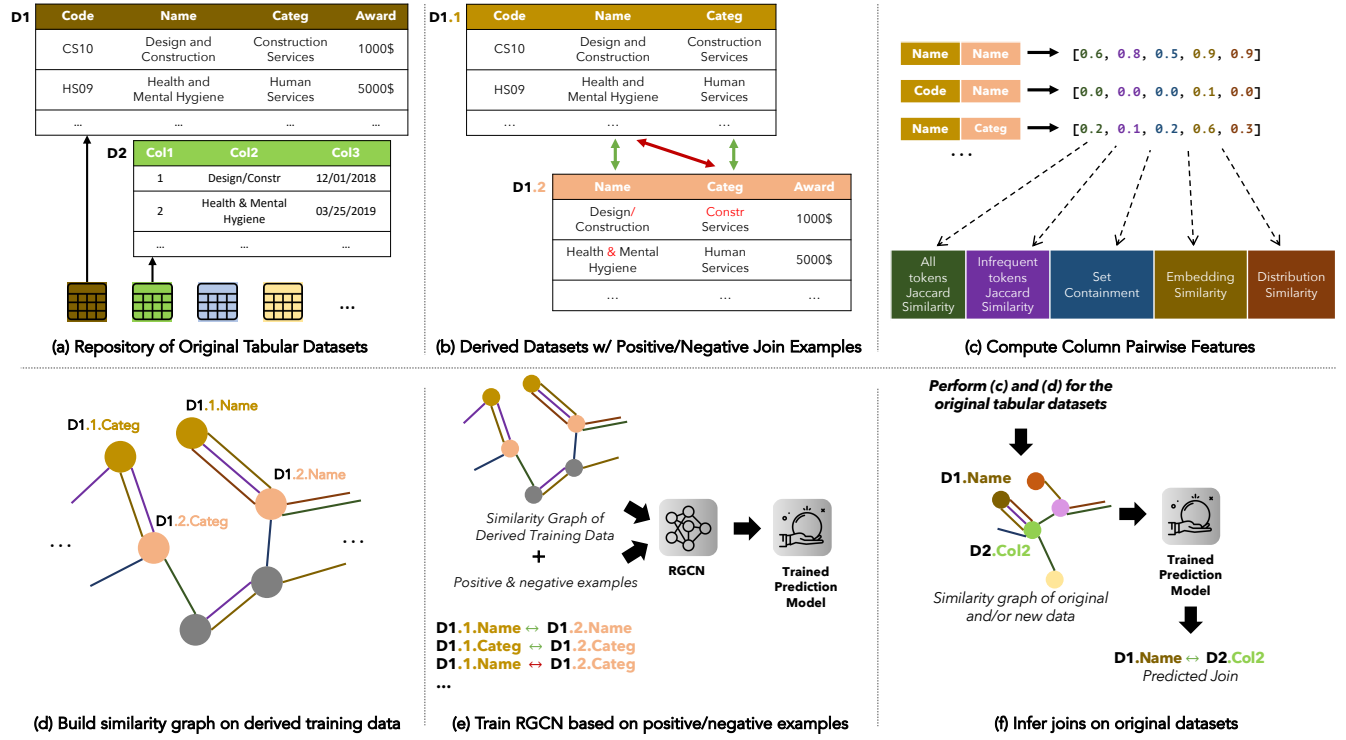 D1
Code Name Categ Award
CS10 Design and Construction Construction Services 1000$
HS09 Health and Mental Hygiene Human Services 5000$
... ... ... ...
D2
Col1 Col2 Col3
1 Design/Constr 12/01/2018
2 Health & Mental Hygiene 03/25/2019
... ... ...
...
(a) Repository of Original Tabular Datasets
D1.1
Code Name Categ
CS10 Design and Construction Construction Services
HS09 Health and Mental Hygiene Human Services
... ... ...
D1.2
Name Categ Award
Design/ Construction Constr Services 1000$
Health & Mental Hygiene Human Services 5000$
... ... ...
(b) Derived Datasets w/ Positive/Negative Join Examples
Name Name [0.6, 0.8, 0.5, 0.9, 0.9]
Code Name [0.0, 0.0, 0.0, 0.1, 0.0]
Name Categ [0.2, 0.1, 0.2, 0.6, 0.3]
...
All tokens Jaccard Similarity
Infrequent tokens Jaccard Similarity
Set Containment
Embedding Similarity
Distribution Similarity
(c) Compute Column Pairwise Features
D1.1.Name
D1.1.Categ
D1.2.Name
D1.2.Categ
... ...
(d) Build similarity graph on derived training data
Similarity Graph of
Derived Training Data
+
Positive & negative examples
RGCN
Trained
Prediction
Model
D1.1.Name ↔ D1.2.Name
D1.1.Categ ↔ D1.2.Categ
D1.1.Name ↔ D1.2.Categ
...
(e) Train RGCN based on positive/negative examples
Perform (c) and (d) for the
original tabular datasets
D1.Name
D2.Col2
Similarity graph of original
and/or new data
Trained
Prediction
Model
D1.Name ↔ D2.Col2
Predicted Join
(f) Infer joins on original datasets